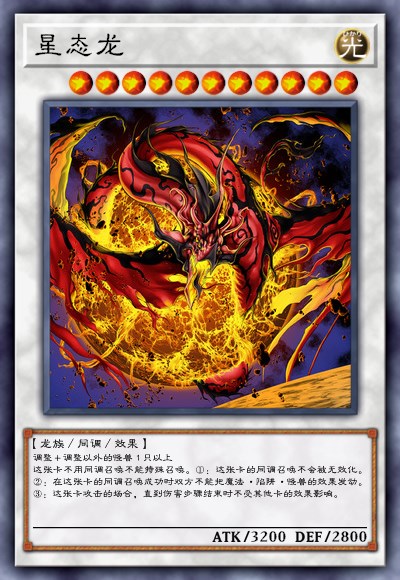 星态龙
ひかり
光
【龙族/同调/效果】
调整+调整以外的怪兽1只以上
这张卡不用同调召唤不能特殊召唤。①：这张卡的同调召唤不会被无效化。
②：在这张卡的同调召唤成功时双方不能把魔法·陷阱·怪兽的效果发动。
③：这张卡攻击的场合，直到伤害步骤结束时不受其他卡的效果影响。
ATK/3200 DEF/2800